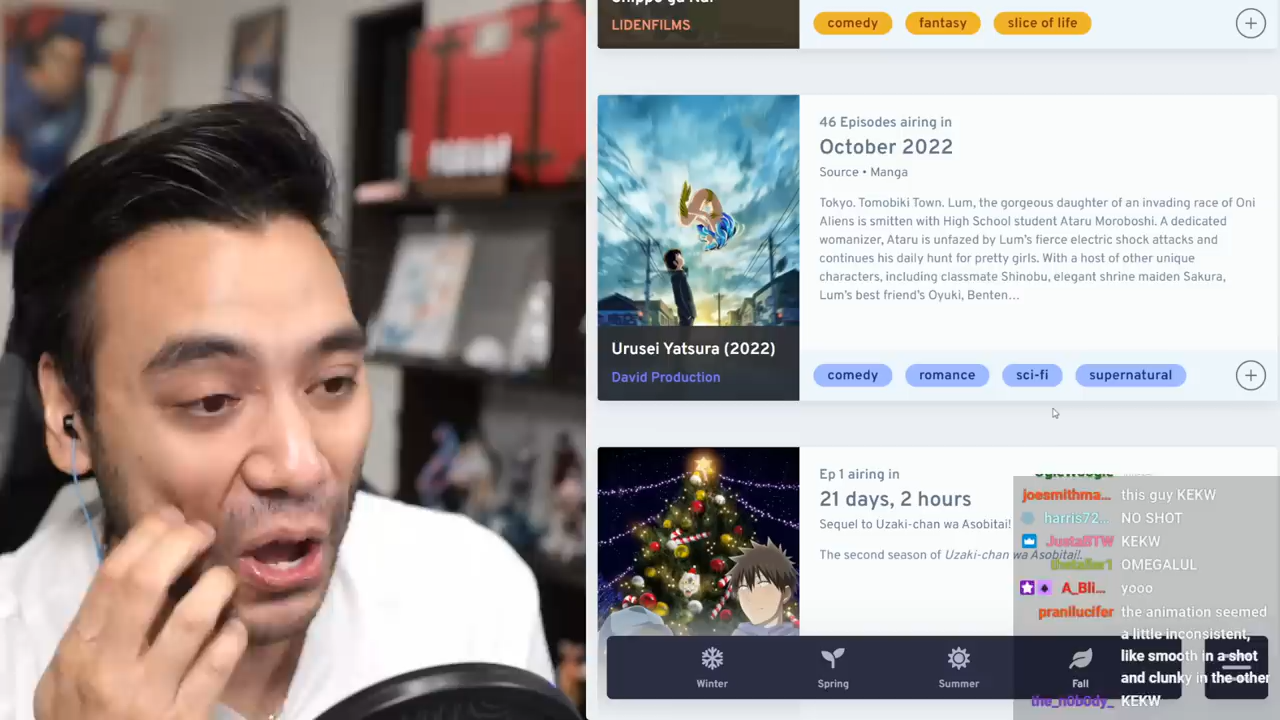 LIDENFILMS
comedy
fantasy
slice of life
46 Episodes airing in
October 2022
Source • Manga
Tokyo. Tomobiki Town. Lum, the gorgeous daughter of an invading race of Oni
Aliens is smitten with High School student Ataru Moroboshi. A dedicated
womanizer, Ataru is unfazed by Lum's fierce electric shock attacks and
continues his daily hunt for pretty girls. With a host of other unique
characters, including classmate Shinobu, elegant shrine maiden Sakura,
Lum's best friend's Oyuki, Benten…
Urusei Yatsura (2022)
David Production
comedy
romance
sci-fi
supernatural
Ep 1 airing in
21 days, 2 hours
Sequel to Uzaki-chan wa Asobitai!
The second season of Uzaki-chan wa Asobitai!.
Winter
Spring
Summer
Fall
joesmithma... this guy KEKW
harris72.. NO SHOT
JustaBTW KEKW
OMEGALUL
A_Bli... yooo
pranilucifer the animation seemed
a little inconsistent,
like smooth in a shot
and clunky in the other
the_n0b0dy_ KEKW